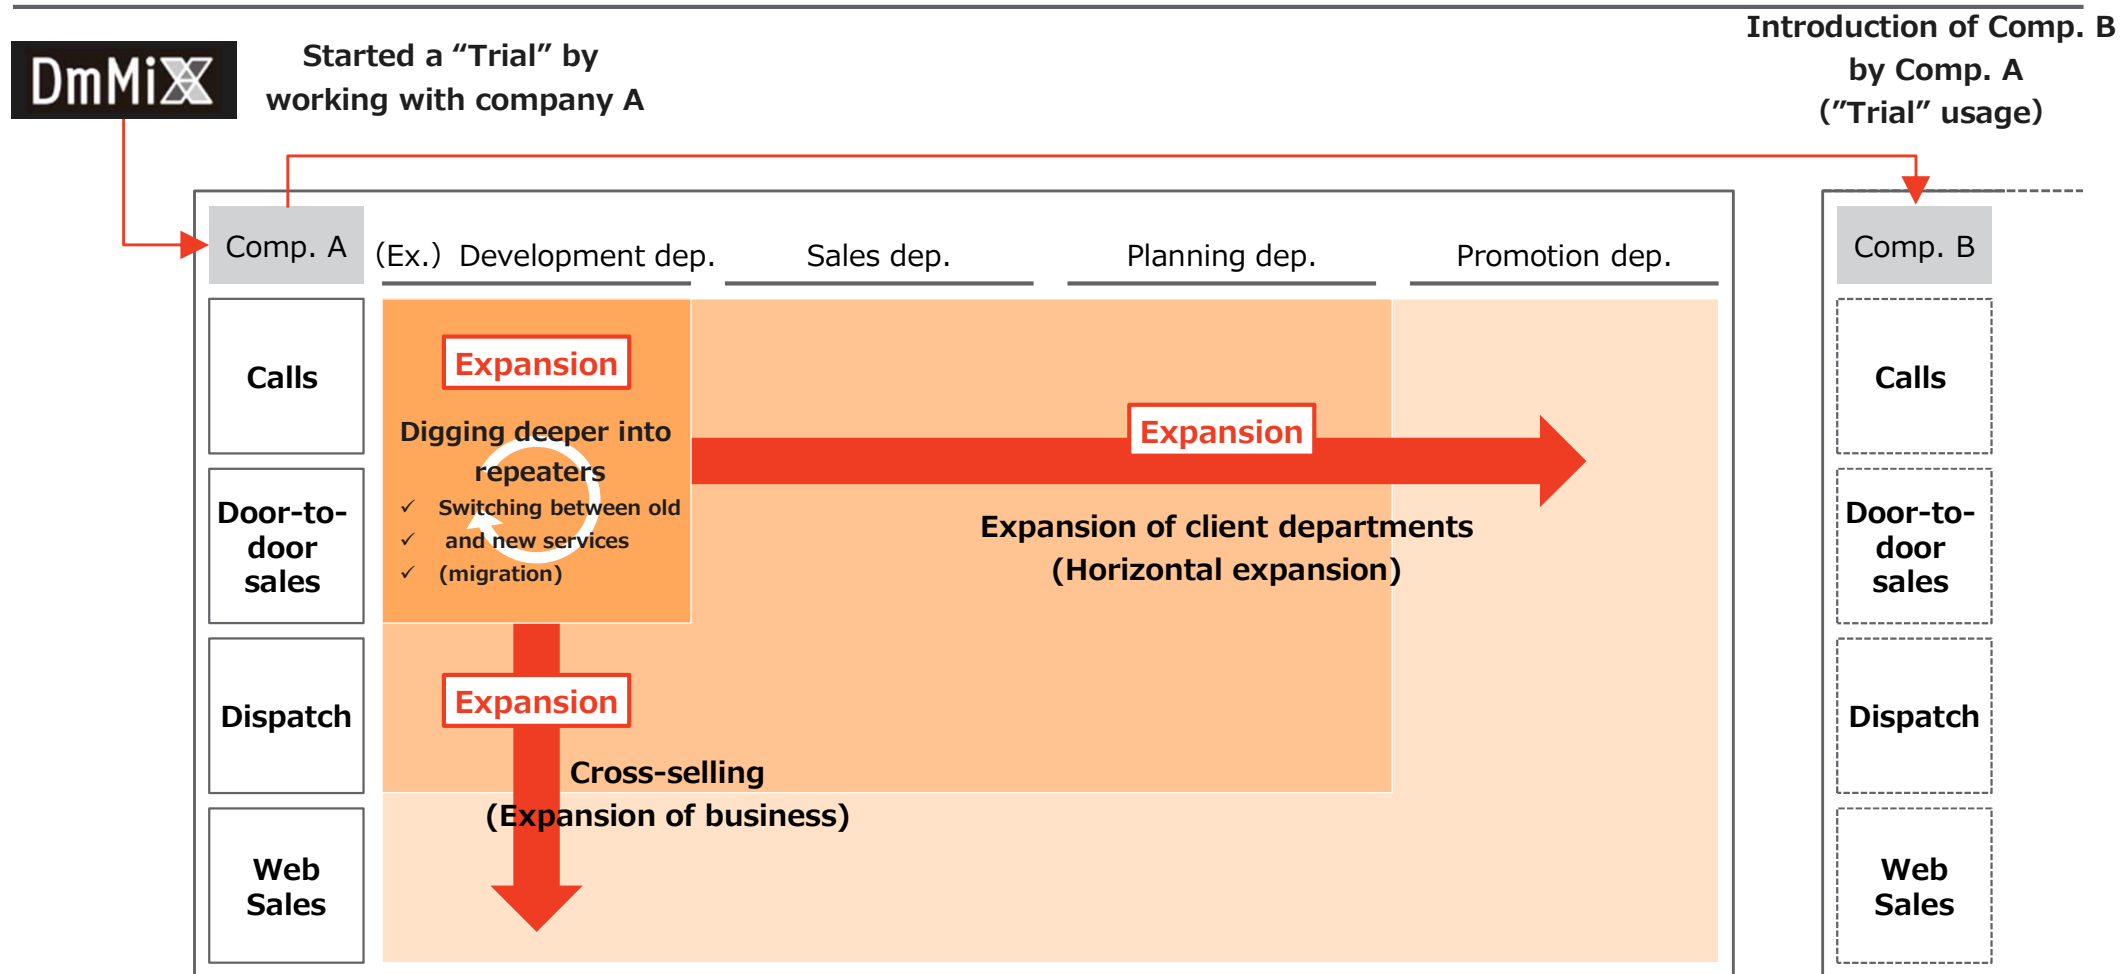 DmMiX
Started a “Trial” by
working with company A
Introduction of Comp. B
by Comp. A
(”Trial” usage)
Comp. A
(Ex.) Development dep.
Sales dep.
Planning dep.
Promotion dep.
Comp. B
Calls
Door-to-
door
sales
Dispatch
Web
Sales
Expansion
Digging deeper into
repeaters
✓ Switching between old
✓ and new services
✓ (migration)
Expansion
Expansion of client departments
(Horizontal expansion)
Expansion
Cross-selling
(Expansion of business)
Calls
Door-to-
door
sales
Dispatch
Web
Sales